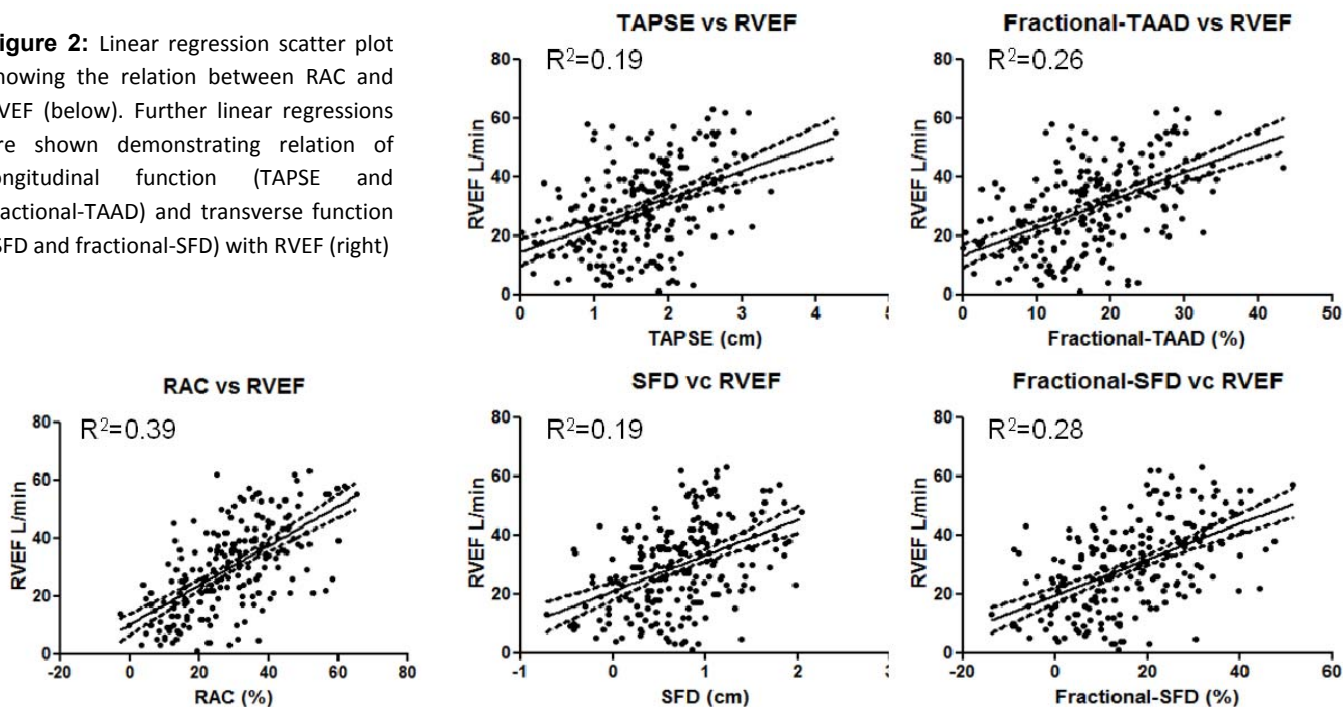 igure 2: Linear regression scatter plot
howing the relation between RAC and
VEF (below). Further linear regressions
re shown demonstrating relation of
ongitudinal function (TAPSE and
ractional-TAAD) and transverse function
SFD and fractional-SFD) with RVEF (right)
TAPSE vs RVEF
R²=0.19
RVEF L/min
80
60
40
20
0
0 1 2 3 4 5
TAPSE (cm)
Fractional-TAAD vs RVEF
R²=0.26
RVEF L/min
80
60
40
20
0
0 10 20 30 40 50
Fractional-TAAD (%)
RAC vs RVEF
R²=0.39
RVEF L/min
80
60
40
20
0
-20 0 20 40 60 80
RAC (%)
SFD vc RVEF
R²=0.19
RVEF L/min
80
60
40
20
0
-1 0 1 2 3
SFD (cm)
Fractional-SFD vc RVEF
R²=0.28
RVEF L/min
80
60
40
20
0
-20 0 20 40 60
Fractional-SFD (%)